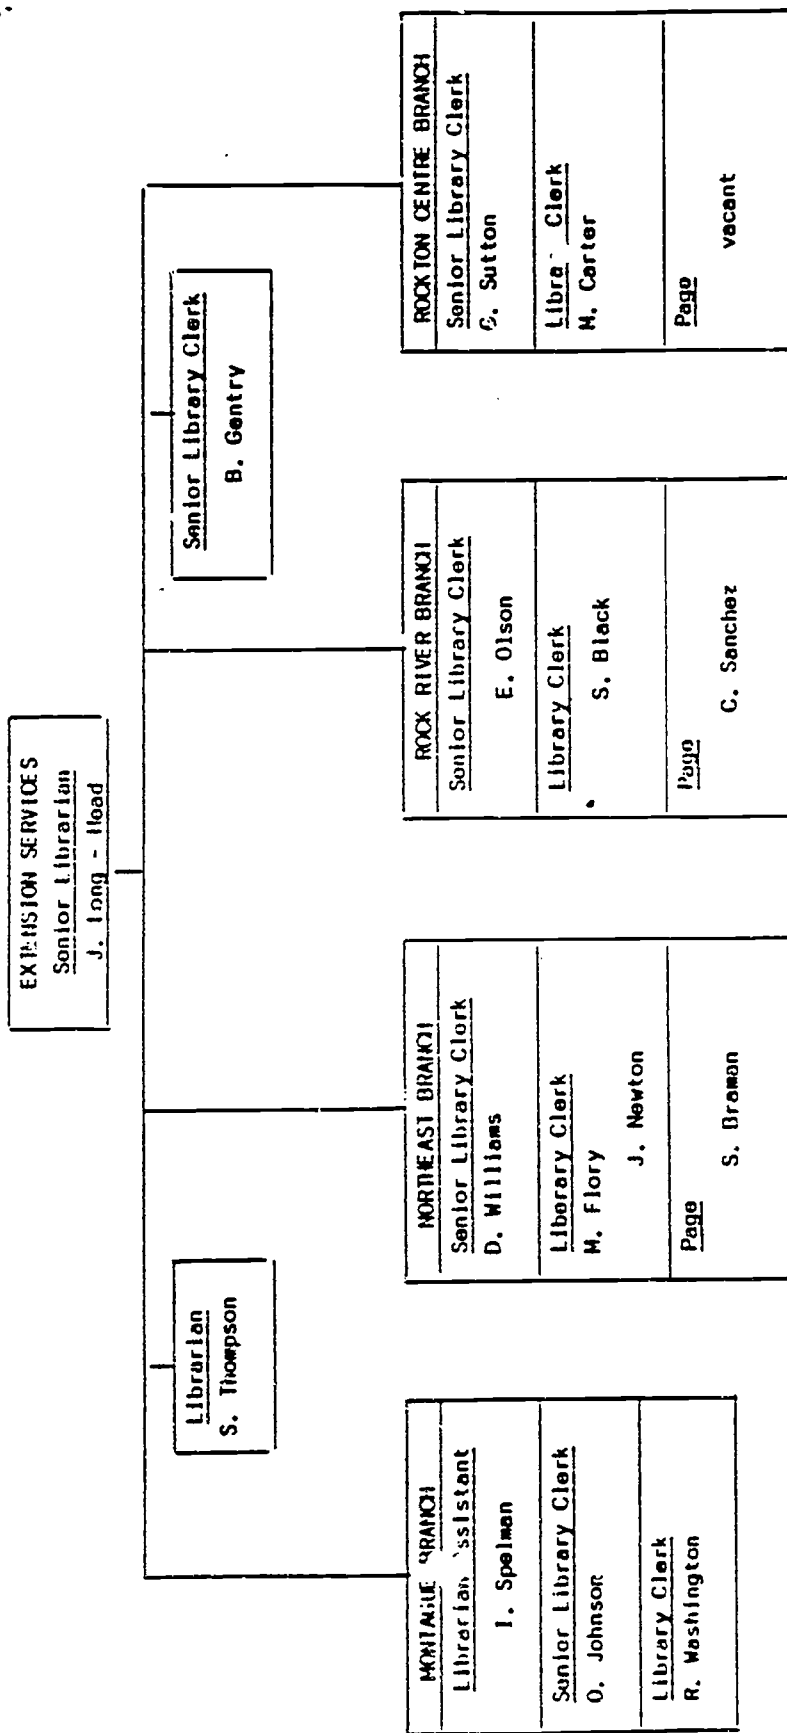 EXTENSION SERVICES
Senior Librarian
J. Long - Head
Librarian
S. Thompson
Senior Library Clerk
B. Gentry
MONTAGUE BRANCH
Librarian Assistant
I. Spelman
Senior Library Clerk
O. Johnson
Library Clerk
R. Washington
NORTHEAST BRANCH
Senior Library Clerk
D. Williams
Liberary Clerk
M. Flory
J. Newton
Page
S. Braman
ROCK RIVER BRANCH
Senior Library Clerk
E. Olson
Library Clerk
S. Black
Page
C. Sanchez
ROCKTON CENTRE BRANCH
Senior Library Clerk
Sutton
Library Clerk
M. Carter
Page
vacant